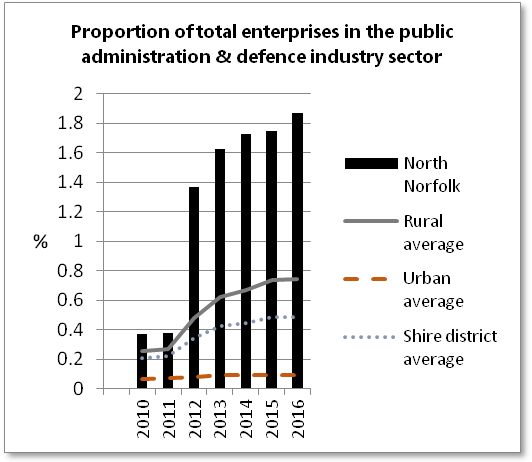 Proportion of total enterprises in the public
administration & defence industry sector
2
1.8
1.6
1.4
1.2
1
0.8
0.6
0.4
0.2
0
%
2010
2011
2012
2013
2014
2015
2016
North
Norfolk
Rural
average
Urban
average
Shire district
average